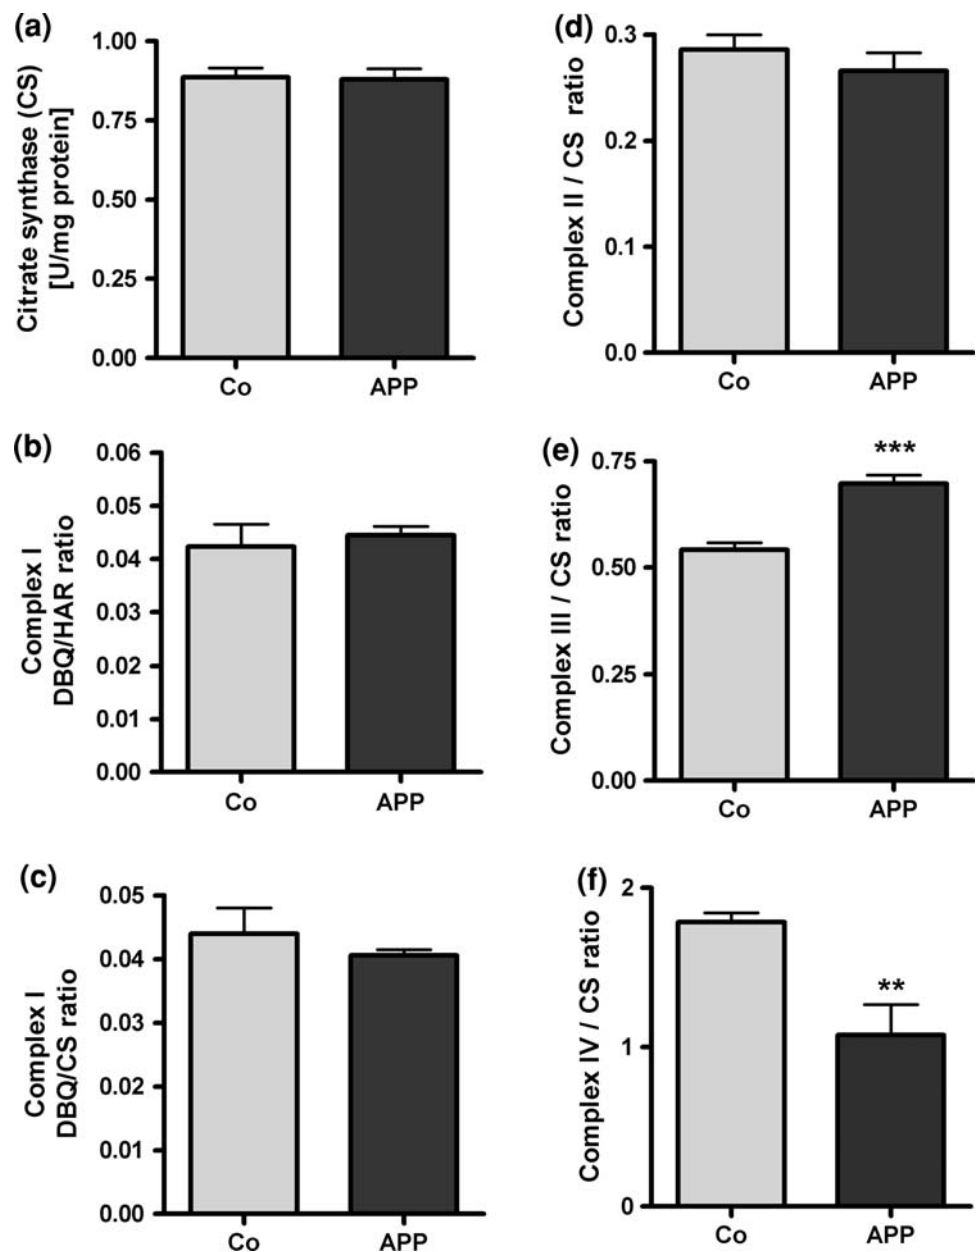 (a)
Citrate synthase (CS)
[U/mg protein]
1.00
0.75
0.50
0.25
0.00
Co APP
(b)
Complex I
DBQ/HAR ratio
0.06
0.05
0.04
0.03
0.02
0.01
0.00
Co APP
(c)
Complex I
DBQ/CS ratio
0.05
0.04
0.03
0.02
0.01
0.00
Co APP
(d)
Complex II / CS ratio
0.3
0.2
0.1
0.0
Co APP
(e)
Complex III / CS ratio
0.75
0.50
0.25
0.00
***
Co APP
(f)
Complex IV / CS ratio
2
1
0
**
Co APP